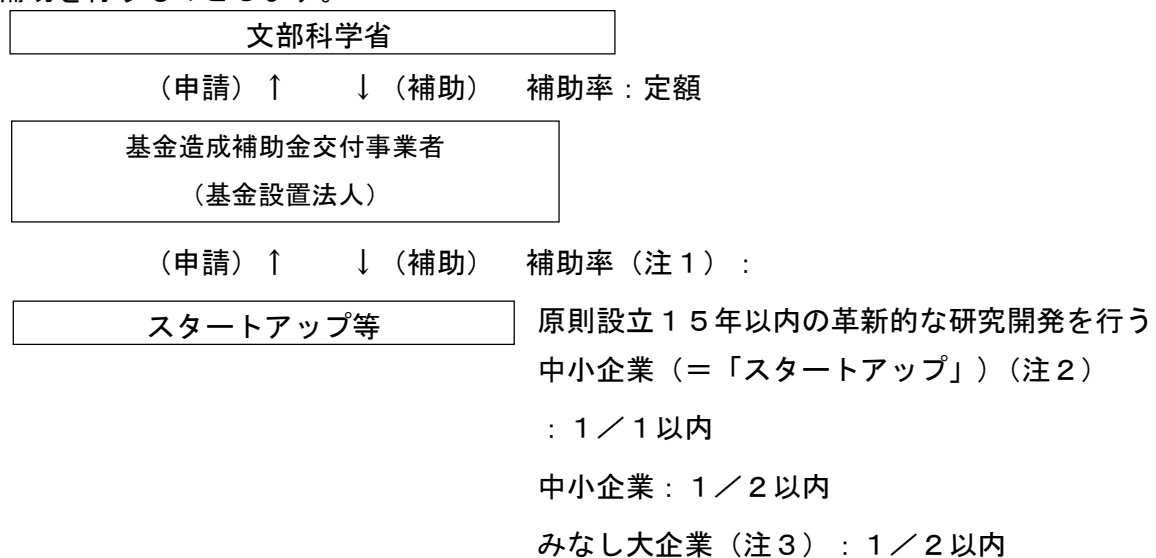 文部科学省
（申請）↑　　↓（補助）　補助率：定額
基金造成補助金交付事業者
（基金設置法人）
（申請）↑　　↓（補助）　補助率（注１）：
スタートアップ等
原則設立１５年以内の革新的な研究開発を行う
中小企業（＝「スタートアップ」）（注２）
：１／１以内
中小企業：１／２以内
みなし大企業（注３）：１／２以内